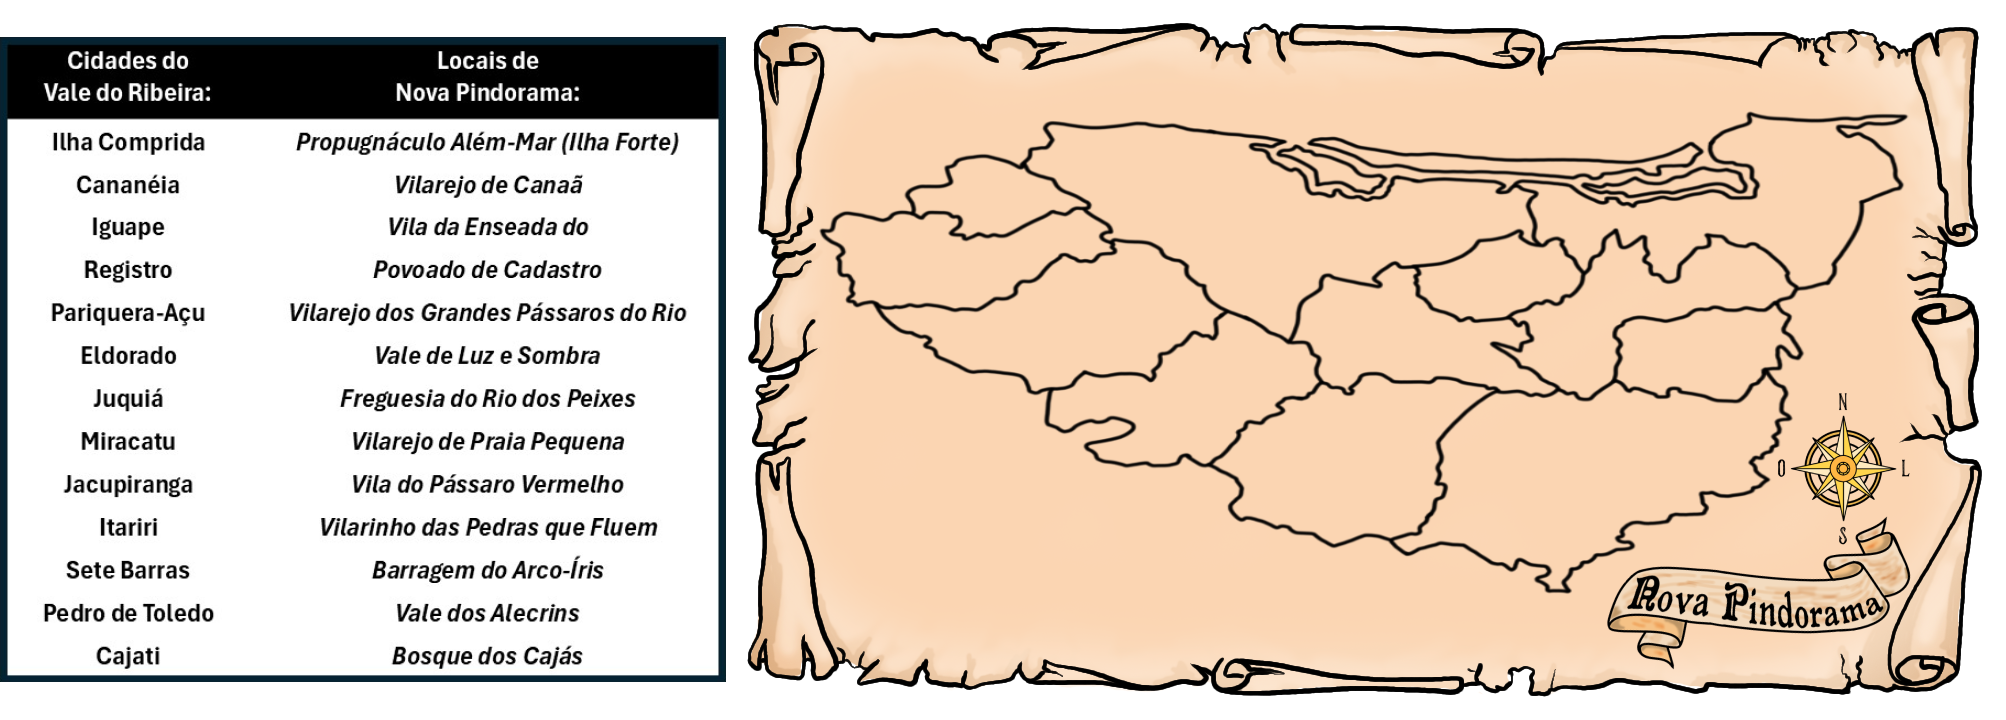 Cidades do
Vale do Ribeira:
Locais de
Nova Pindorama:
Ilha Comprida
Propugnáculo Além-Mar (Ilha Forte)
Cananéia
Vilarejo de Canaã
Iguape
Vila da Enseada do
Registro
Povoado de Cadastro
Pariquera-Açu
Vilarejo dos Grandes Pássaros do Rio
Eldorado
Vale de Luz e Sombra
Juquiá
Freguesia do Rio dos Peixes
Miracatu
Vilarejo de Praia Pequena
Jacupiranga
Vila do Pássaro Vermelho
Itariri
Vilarinho das Pedras que Fluem
Sete Barras
Barragem do Arco-Íris
Pedro de Toledo
Vale dos Alecrins
Cajati
Bosque dos Cajás
N
O
L
S
Nova Pindorama